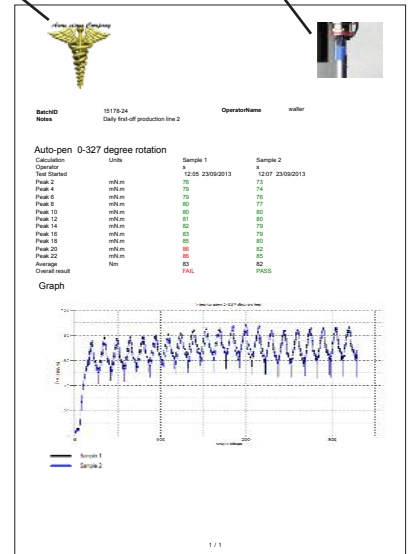 BatchID 15178-24 OperatorName walter
Notes Daily first-off production line 2
Auto-pen 0-327 degree rotation
Calculation Units Sample 1 Sample 2
Operator s s
Test Started 12:05 23/09/2013 12:07 23/09/2013
Peak 2 mN.m 76 73
Peak 4 mN.m 79 74
Peak 6 mN.m 79 76
Peak 8 mN.m 80 77
Peak 10 mN.m 80 80
Peak 12 mN.m 81 80
Peak 14 mN.m 82 79
Peak 16 mN.m 83 79
Peak 18 mN.m 85 80
Peak 20 mN.m 86 82
Peak 22 mN.m 86 85
Average Nm 83 82
Overall result FAIL PASS
Graph
Sample 1
Sample 2
1 / 1